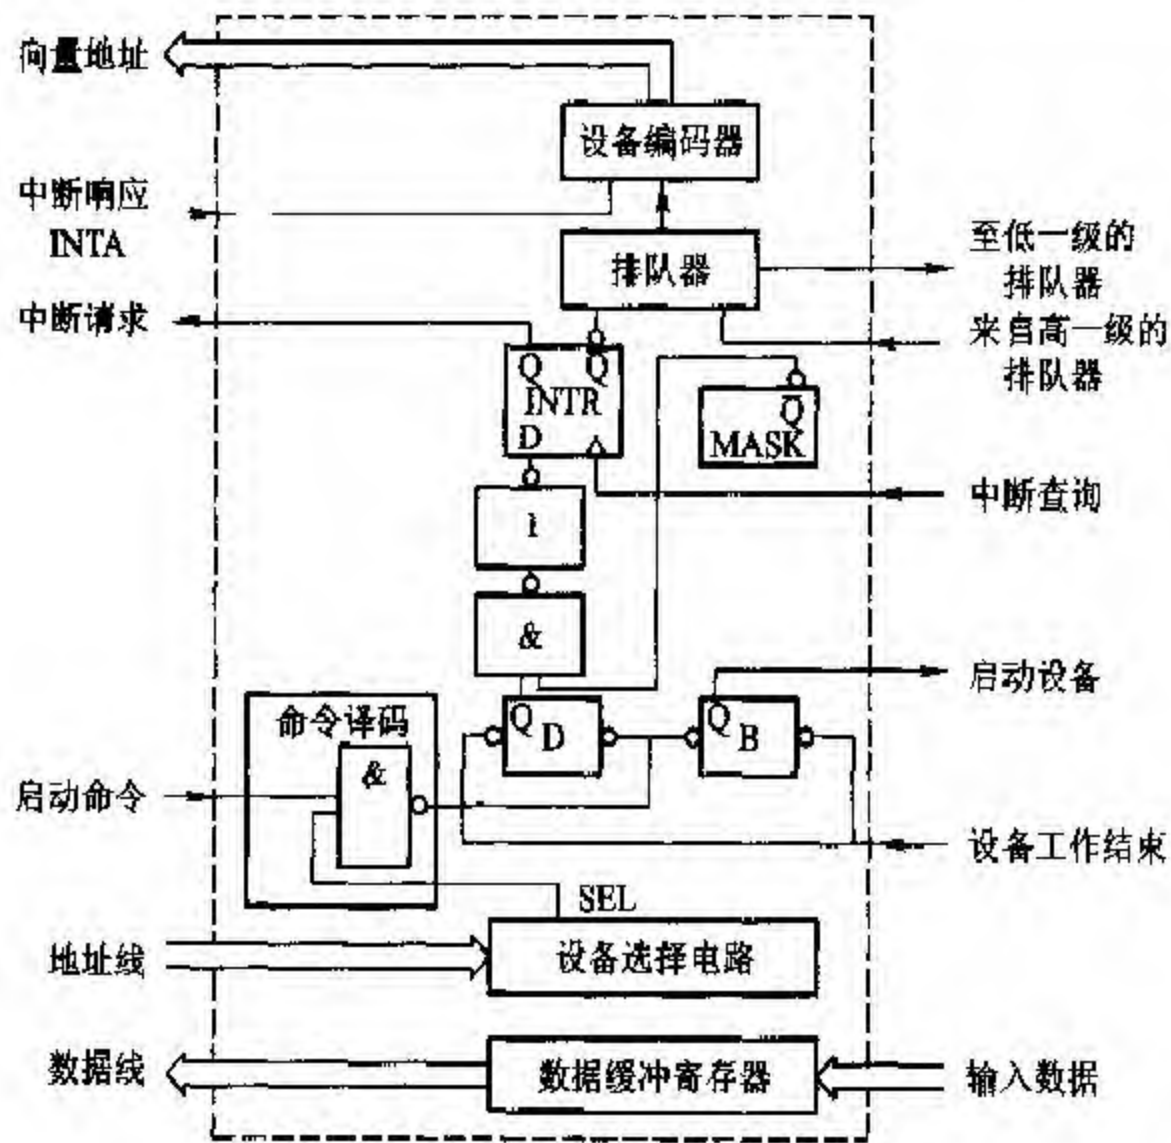 向量地址
设备编码器
中断响应
INTA
排队器
至低一级的
排队器
中断请求
来自高一级的
排队器
Q
Q̅
INTR
D
Q̅
MASK
中断查询
1
&
启动设备
命令译码
Q
D
Q
B
&
启动命令
设备工作结束
SEL
地址线
设备选择电路
数据线
数据缓冲寄存器
输入数据